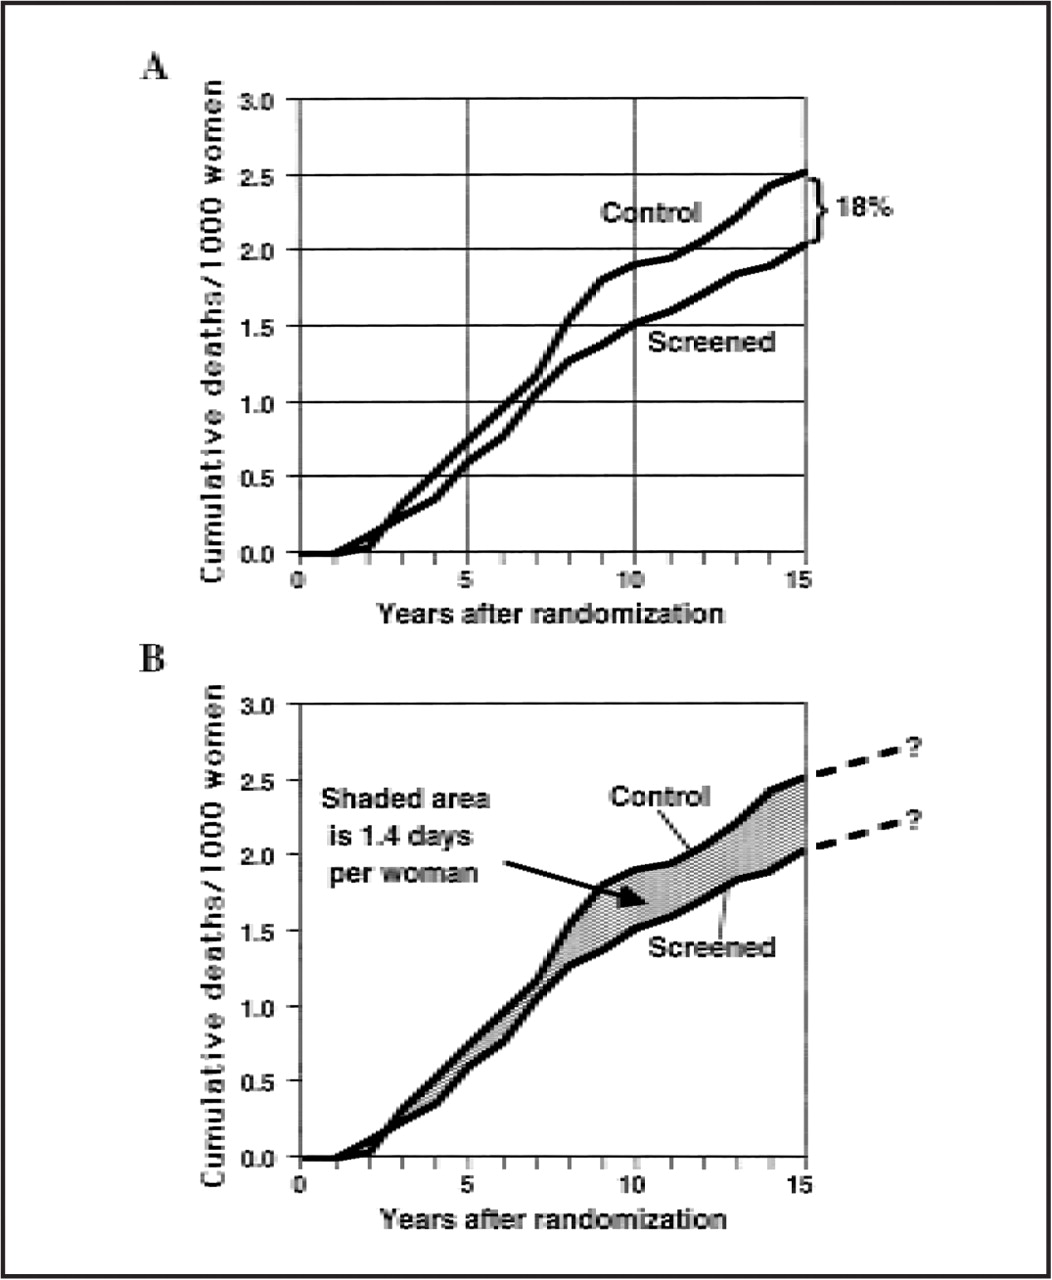 A
Cumulative deaths/1000 women
3.0
2.5
2.0
1.5
1.0
0.5
0.0
Control
18%
Screened
0
5
10
15
Years after randomization
B
Cumulative deaths/1000 women
3.0
2.5
2.0
1.5
1.0
0.5
0.0
?
?
Shaded area
is 1.4 days
per woman
Control
Screened
0
5
10
15
Years after randomization